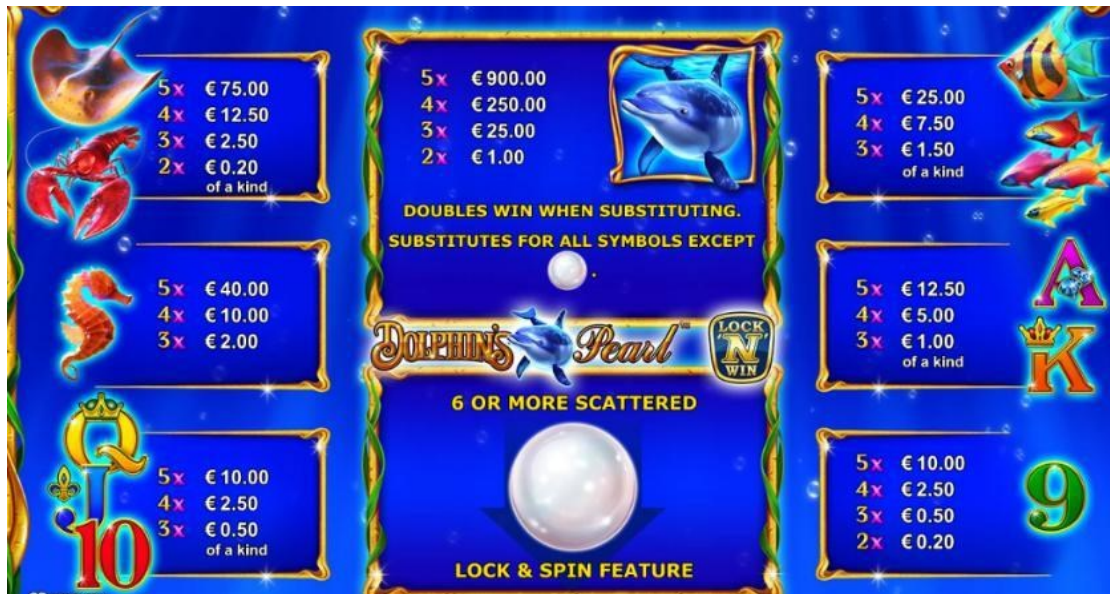 5x €75.00
4x €12.50
3x €2.50
2x €0.20
of a kind
5x €40.00
4x €10.00
3x €2.00
Q
J
10
5x €10.00
4x €2.50
3x €0.50
of a kind
5x €900.00
4x €250.00
3x €25.00
2x €1.00
DOUBLES WIN WHEN SUBSTITUTING.
SUBSTITUTES FOR ALL SYMBOLS EXCEPT
.
DOLPHIN'S Pearl™
LOCK
'N'
WIN
6 OR MORE SCATTERED
LOCK & SPIN FEATURE
5x €25.00
4x €7.50
3x €1.50
of a kind
A
K
5x €12.50
4x €5.00
3x €1.00
of a kind
9
5x €10.00
4x €2.50
3x €0.50
2x €0.20